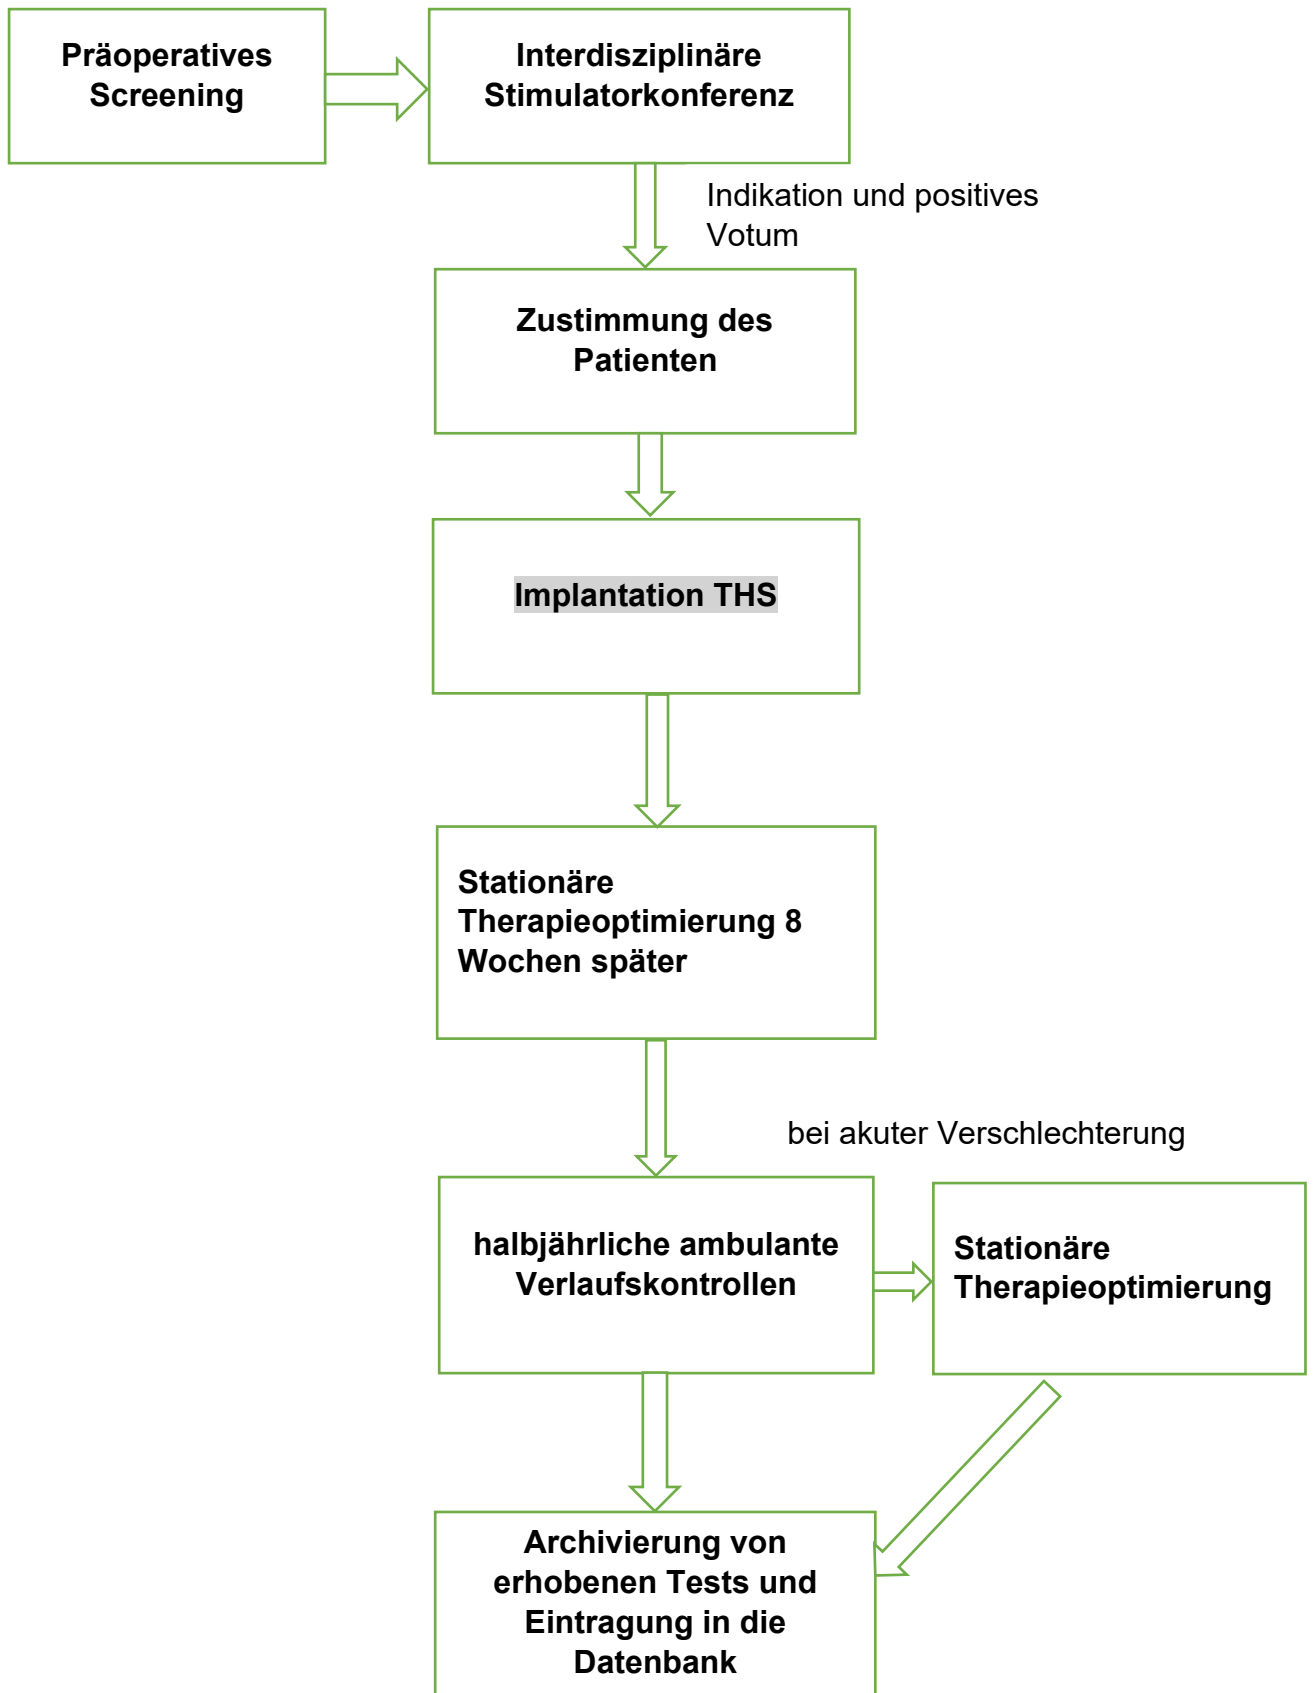 Präoperatives
Screening
Interdisziplinäre
Stimulatorkonferenz
Indikation und positives
Votum
Zustimmung des
Patienten
Implantation THS
Stationäre
Therapieoptimierung 8
Wochen später
bei akuter Verschlechterung
halbjährliche ambulante
Verlaufskontrollen
Stationäre
Therapieoptimierung
Archivierung von
erhobenen Tests und
Eintragung in die
Datenbank